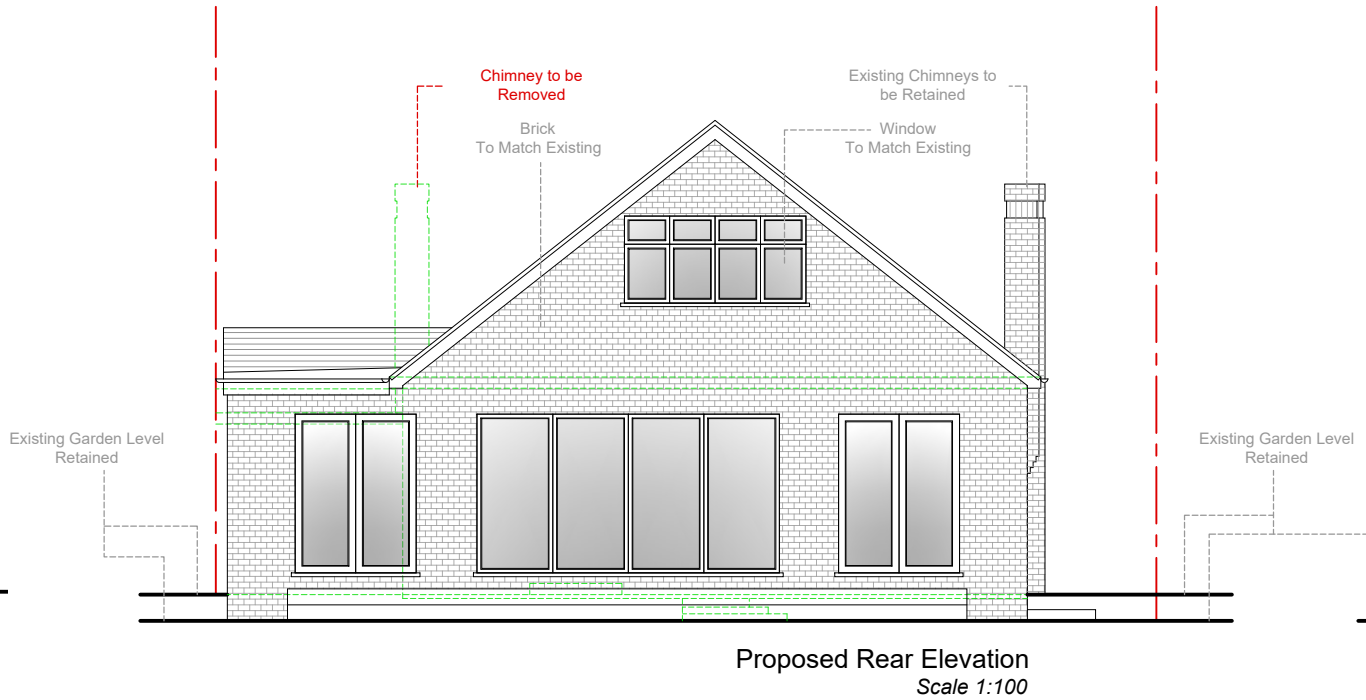 Chimney to be
Removed
Existing Chimneys to
be Retained
Brick
To Match Existing
Window
To Match Existing
Existing Garden Level
Retained
Existing Garden Level
Retained
Proposed Rear Elevation
Scale 1:100